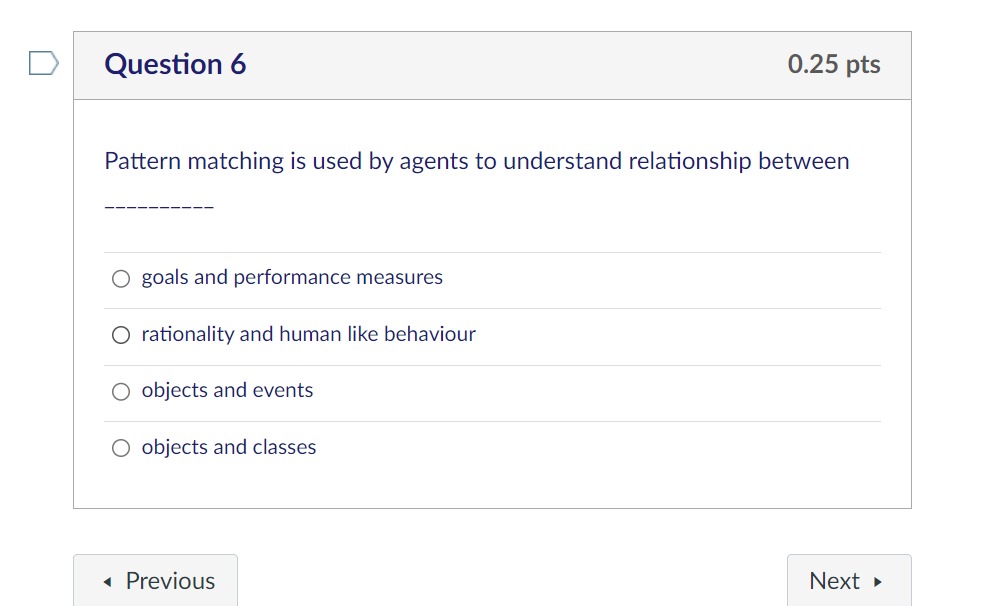 Question 6
0.25 pts
Pattern matching is used by agents to understand relationship between
__________
goals and performance measures
rationality and human like behaviour
objects and events
objects and classes
◂ Previous
Next ▸